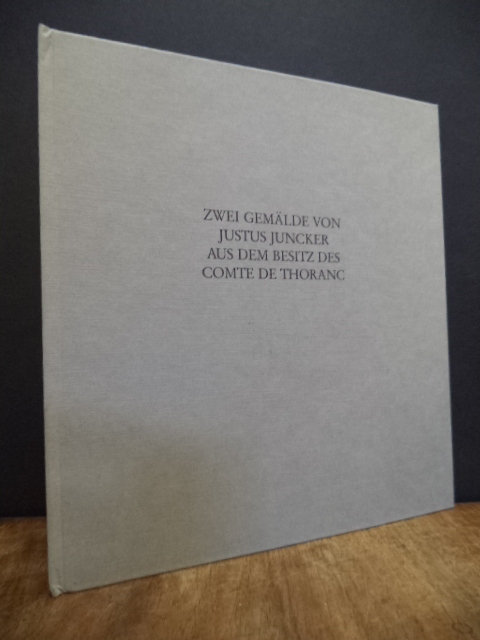 ZWEI GEMÄLDE VON
JUSTUS JUNCKER
AUS DEM BESITZ DES
COMTE DE THORANC